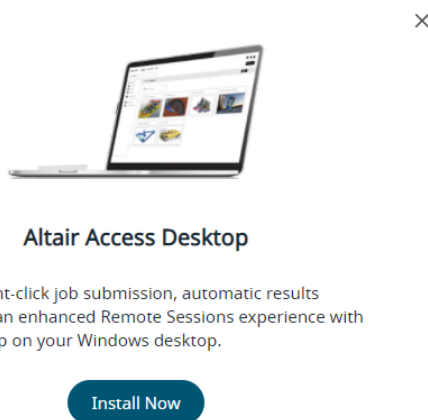 Altair Access Desktop
nt-click job submission, automatic results
an enhanced Remote Sessions experience with
p on your Windows desktop.
Install Now